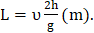 L = υ 2h/g (m).